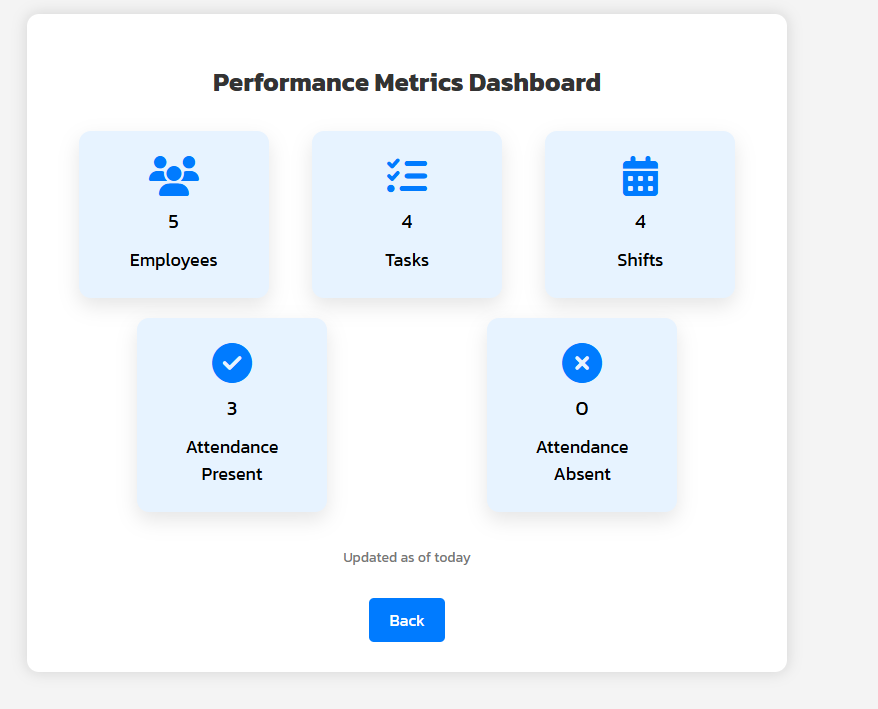 Performance Metrics Dashboard
5
4
4
Employees
Tasks
Shifts
3
0
Attendance
Present
Attendance
Absent
Updated as of today
Back